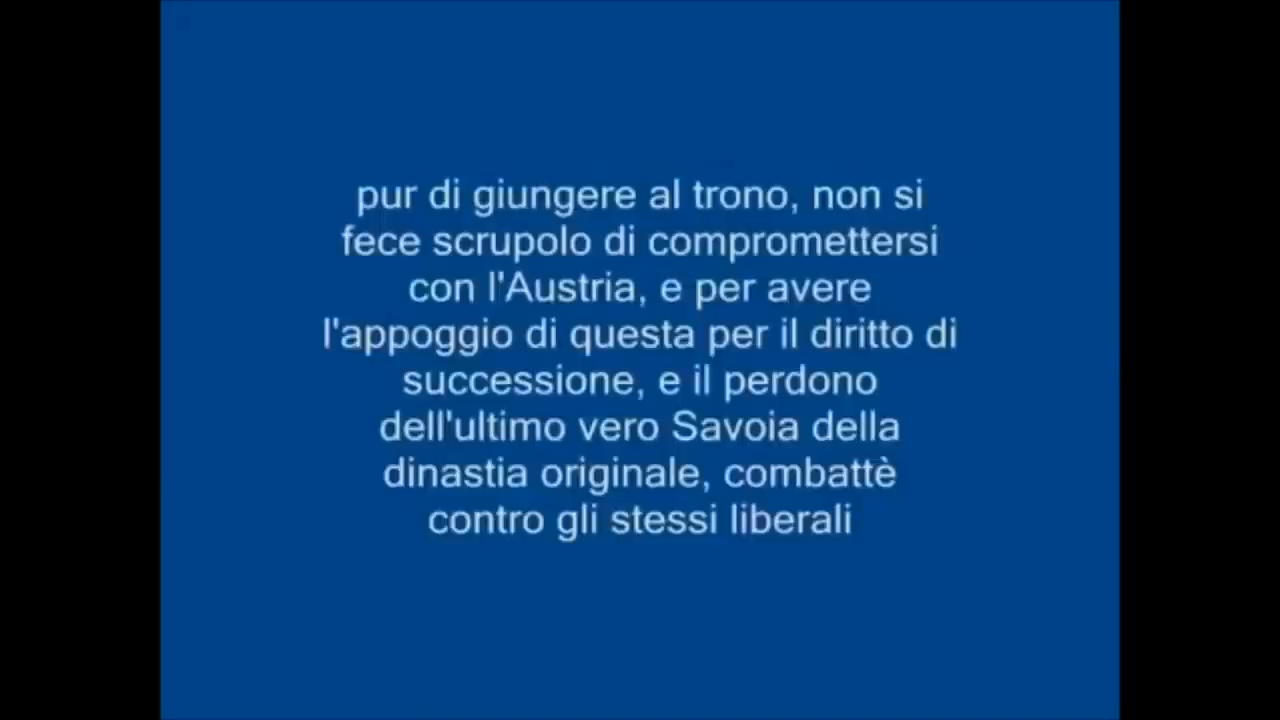 pur di giungere al trono, non si
fece scrupolo di compromettersi
con l'Austria, e per avere
l'appoggio di questa per il diritto di
successione, e il perdono
dell'ultimo vero Savoia della
dinastia originale, combattè
contro gli stessi liberali